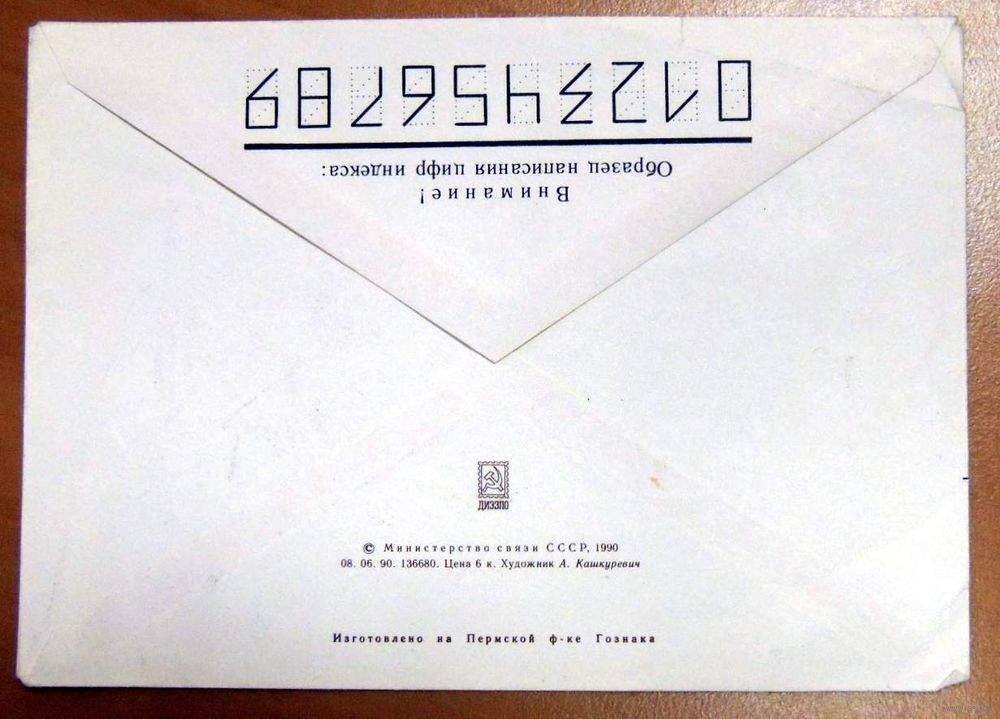 Внимание!
Образец написания цифр индекса:
0123456789
ДИЭЗПО
© Министерство связи СССР, 1990
08. 06. 90. 136680. Цена 6 к. Художник А. Кашкуревич
Изготовлено на Пермской ф-ке Гознака